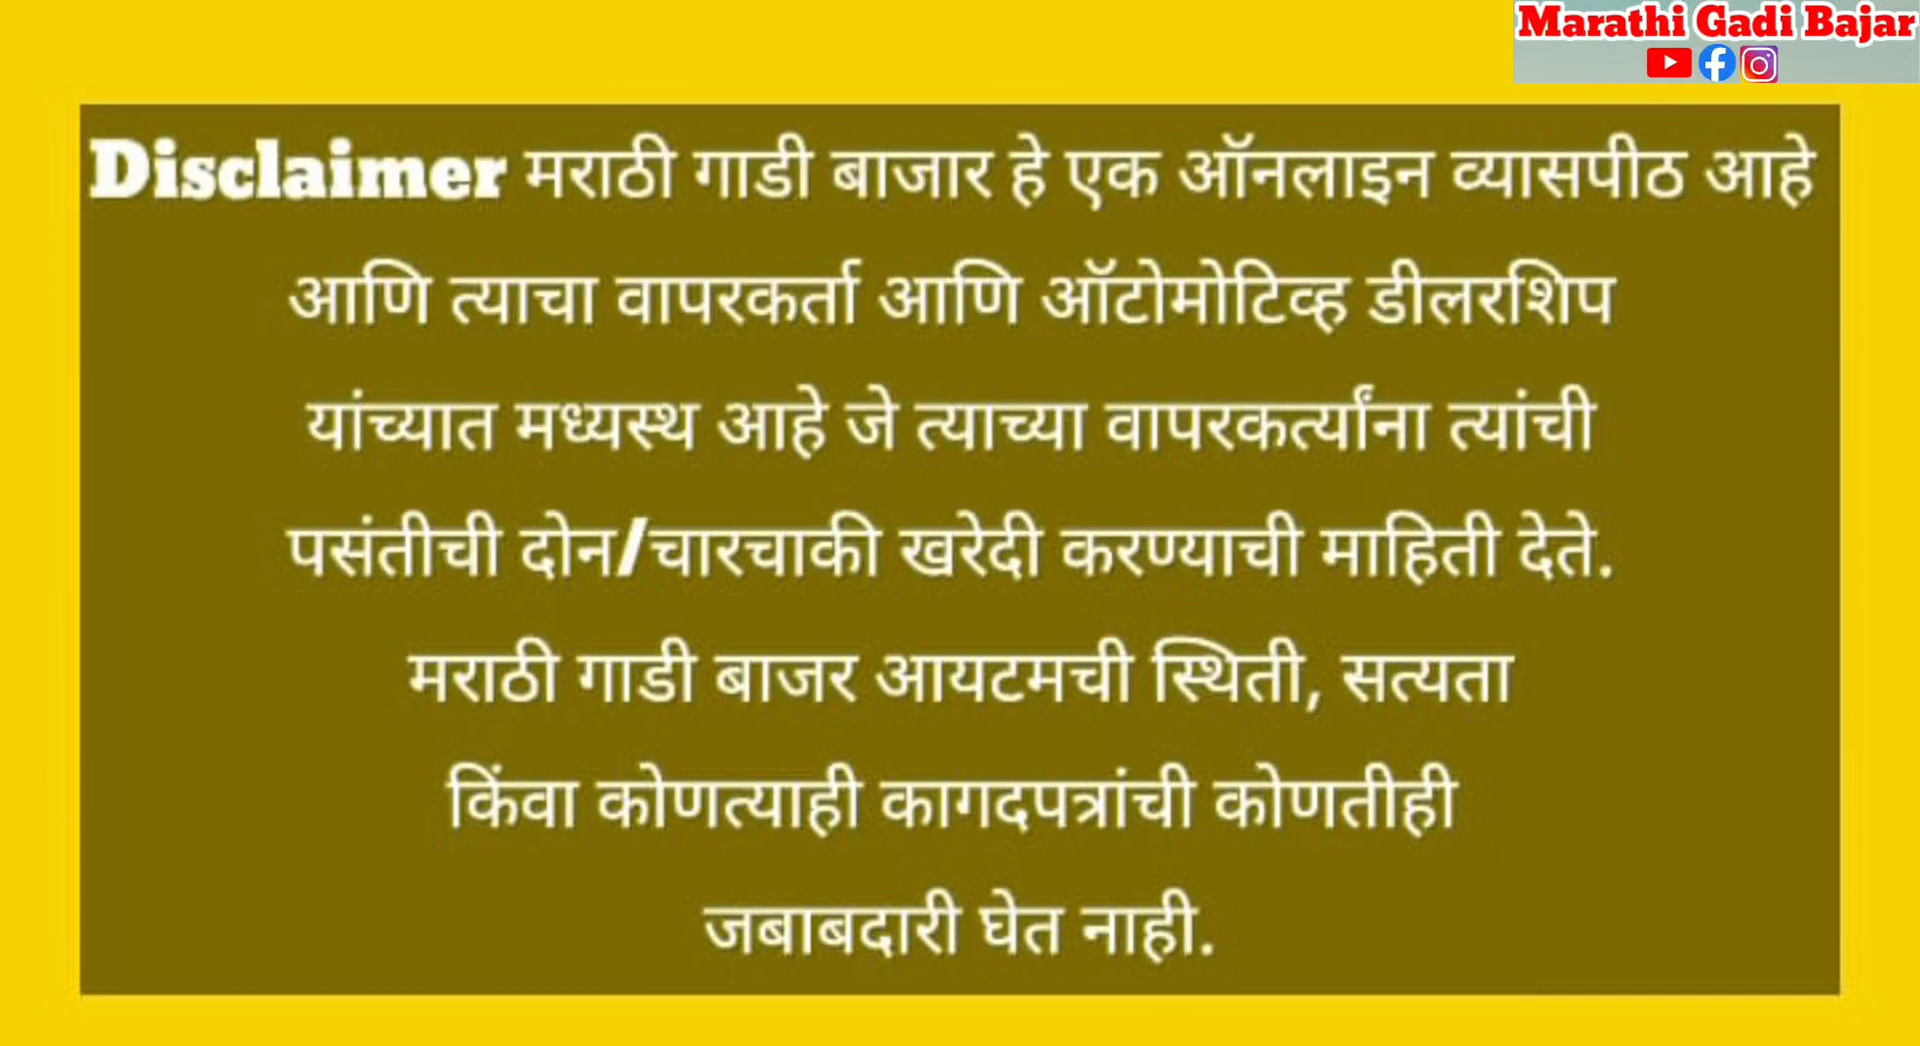 Marathi Gadi Bajar
Disclaimer मराठी गाडी बाजार हे एक ऑनलाइन व्यासपीठ आहे
आणि त्याचा वापरकर्ता आणि ऑटोमोटिव्ह डीलरशिप
यांच्यात मध्यस्थ आहे जे त्याच्या वापरकर्त्यांना त्यांची
पसंतीची दोन/चारचाकी खरेदी करण्याची माहिती देते.
मराठी गाडी बाजर आयटमची स्थिती, सत्यता
किंवा कोणत्याही कागदपत्रांची कोणतीही
जबाबदारी घेत नाही.